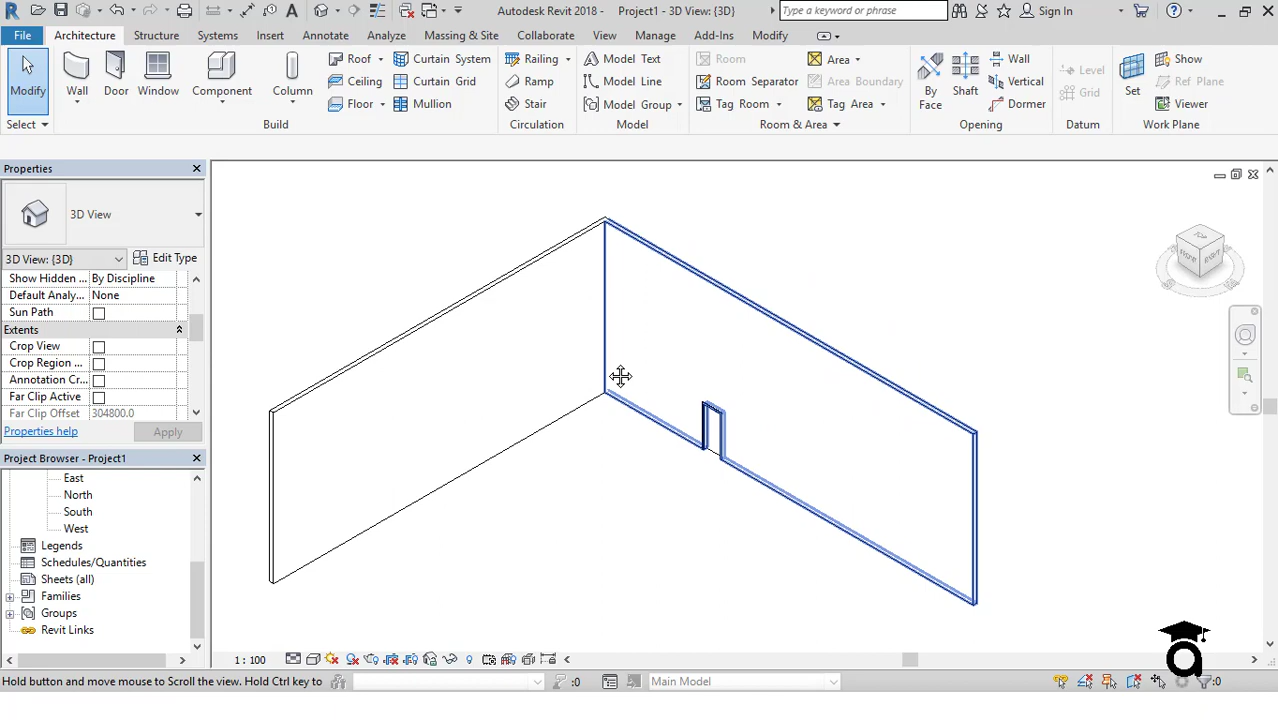 Autodesk Revit 2018 - Project1 - 3D View: {3D}
Type a keyword or phrase
Sign In
File Architecture Structure Systems Insert Annotate Analyze Massing & Site Collaborate View Manage Add-Ins Modify
Modify Wall Door Window Component Column
Roof Curtain System Railing Model Text Room Area
Ceiling Curtain Grid Ramp Model Line Room Separator Area Boundary
Floor Mullion Stair Model Group Tag Room Tag Area
By Face Shaft Wall Vertical Dormer
Level Grid
Set Show Ref Plane Viewer
Select Build Circulation Model Room & Area Opening Datum Work Plane
Properties
3D View
3D View: {3D} Edit Type
Show Hidden ... By Discipline
Default Analy... None
Sun Path
Extents
Crop View
Crop Region ...
Annotation Cr...
Far Clip Active
Far Clip Offset 304800.0
Properties help Apply
Project Browser - Project1
East
North
South
West
Legends
Schedules/Quantities
Sheets (all)
Families
Groups
Revit Links
TOP
FRONT RIGHT
1 : 100
Hold button and move mouse to Scroll the view. Hold Ctrl key to
:0
Main Model
:0
a